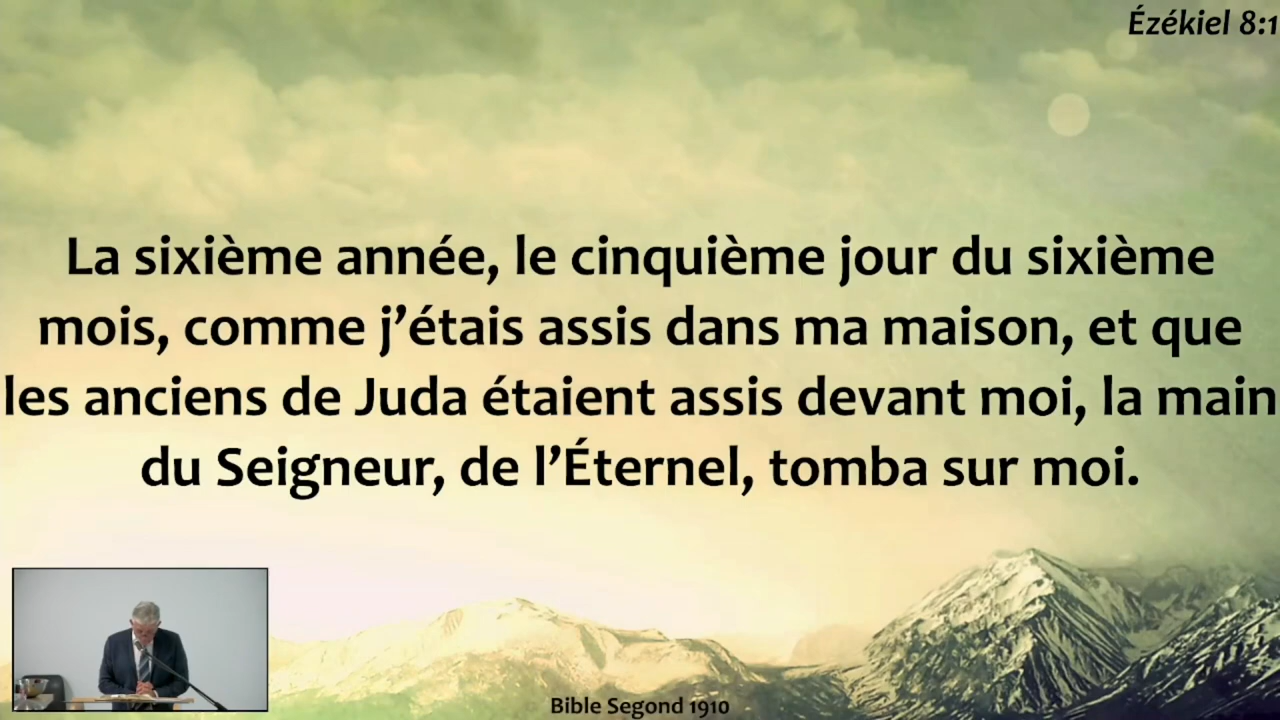 Ézékiel 8:1
La sixième année, le cinquième jour du sixième
mois, comme j’étais assis dans ma maison, et que
les anciens de Juda étaient assis devant moi, la main
du Seigneur, de l’Éternel, tomba sur moi.
Bible Segond 1910